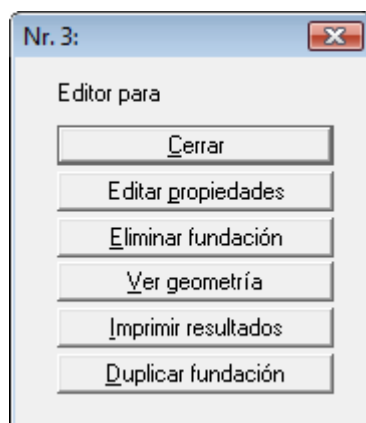 Nr. 3:
Editor para
Cerrar
Editar propiedades
Eliminar fundación
Ver geometría
Imprimir resultados
Duplicar fundación